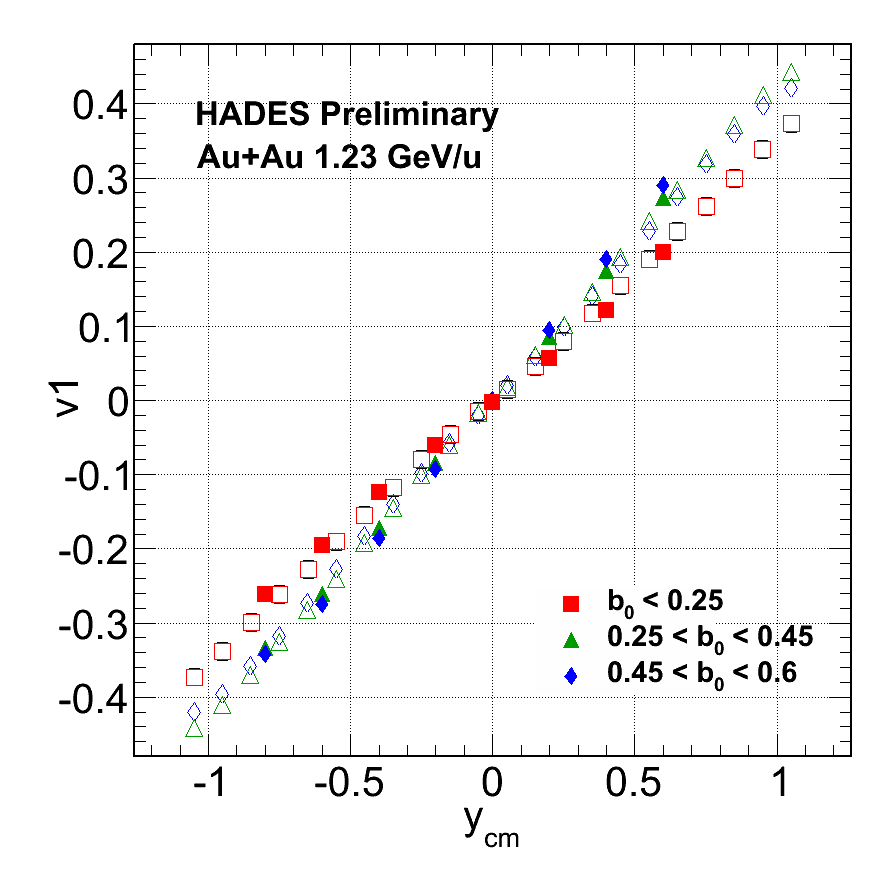 HADES Preliminary
Au+Au 1.23 GeV/u
v1
0.4
0.3
0.2
0.1
0
-0.1
-0.2
-0.3
-0.4
b0 < 0.25
0.25 < b0 < 0.45
0.45 < b0 < 0.6
-1 -0.5 0 0.5 1
ycm